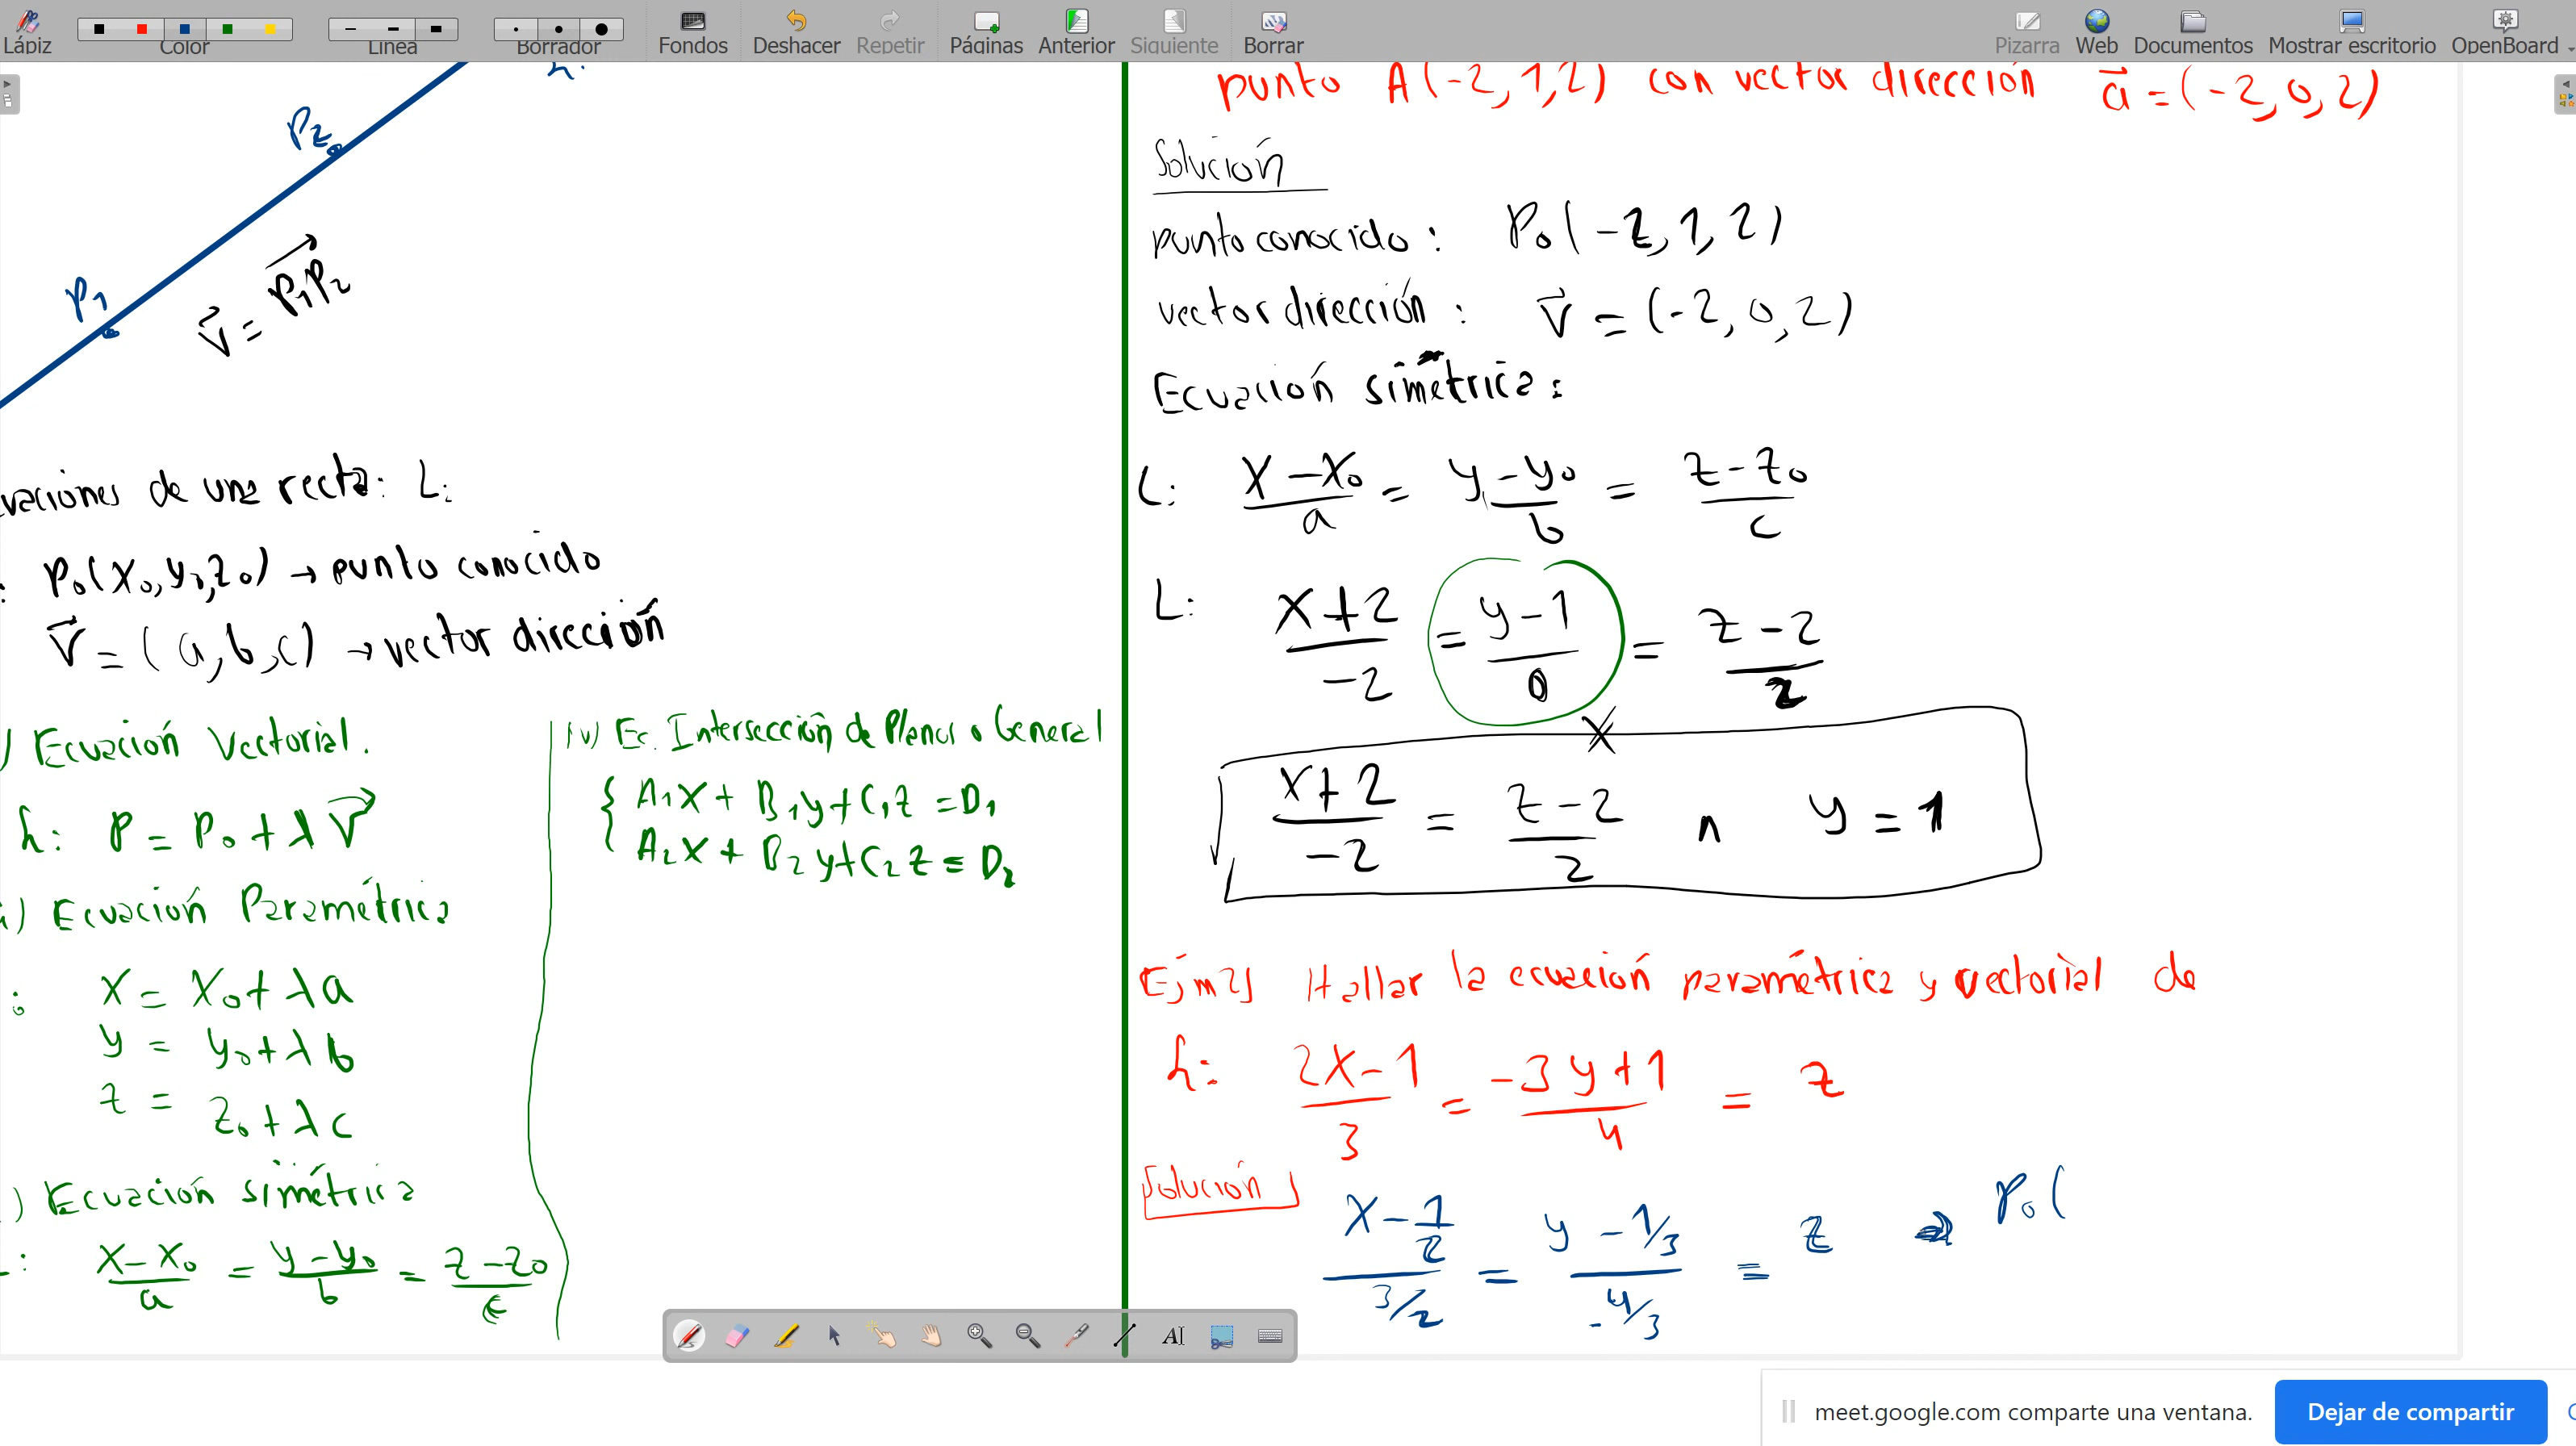 Lápiz Color Línea Borrador Fondos Deshacer Repetir Páginas Anterior Siguiente Borrar Pizarra Web Documentos Mostrar escritorio OpenBoard
P2
P1
V = P1P2
uaciones de una recta: L:
: P0(x0, y0, z0) → punto conocido
V = (a, b, c) → vector dirección
) Ecuación Vectorial.
L: P = P0 + λV
) Ecuación Paramétrica
: x = x0 + λa
y = y0 + λb
z = z0 + λc
) Ecuación simétrica
: x - x0 / a = y - y0 / b = z - z0 / c
IV) Ec. Intersección de Planos o General
{ A1x + B1y + C1z = D1
A2x + B2y + C2z = D2
punto A(-2, 1, 2) con vector dirección a = (-2, 0, 2)
Solución
punto conocido: P0(-2, 1, 2)
vector dirección: V = (-2, 0, 2)
Ecuación simétrica:
L: x - x0 / a = y - y0 / b = z - z0 / c
L: x + 2 / -2 = y - 1 / 0 = z - 2 / 2
x
x + 2 / -2 = z - 2 / 2 ∧ y = 1
Ejm2] Hallar la ecuación paramétrica y vectorial de
L: 2x - 1 / 3 = -3y + 1 / 4 = z
Solución]
x - 1/2 / 3/2 = y - 1/3 / -4/3 = z → P0(
AI
meet.google.com comparte una ventana. Dejar de compartir